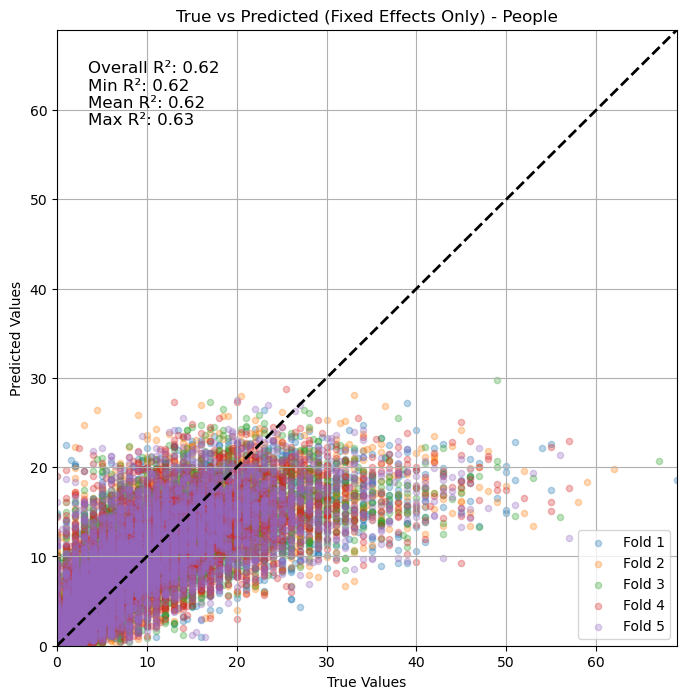 True vs Predicted (Fixed Effects Only) - People
Overall R²: 0.62
Min R²: 0.62
Mean R²: 0.62
Max R²: 0.63
60
50
40
30
20
10
0
Predicted Values
Fold 1
Fold 2
Fold 3
Fold 4
Fold 5
0 10 20 30 40 50 60
True Values